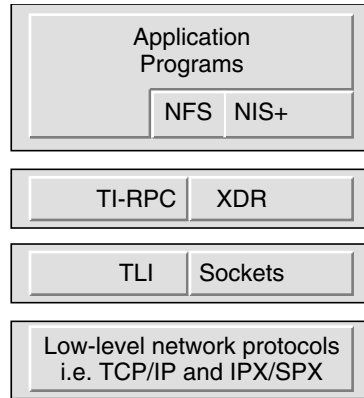 Application
Programs
NFS NIS+
TI-RPC XDR
TLI Sockets
Low-level network protocols
i.e. TCP/IP and IPX/SPX